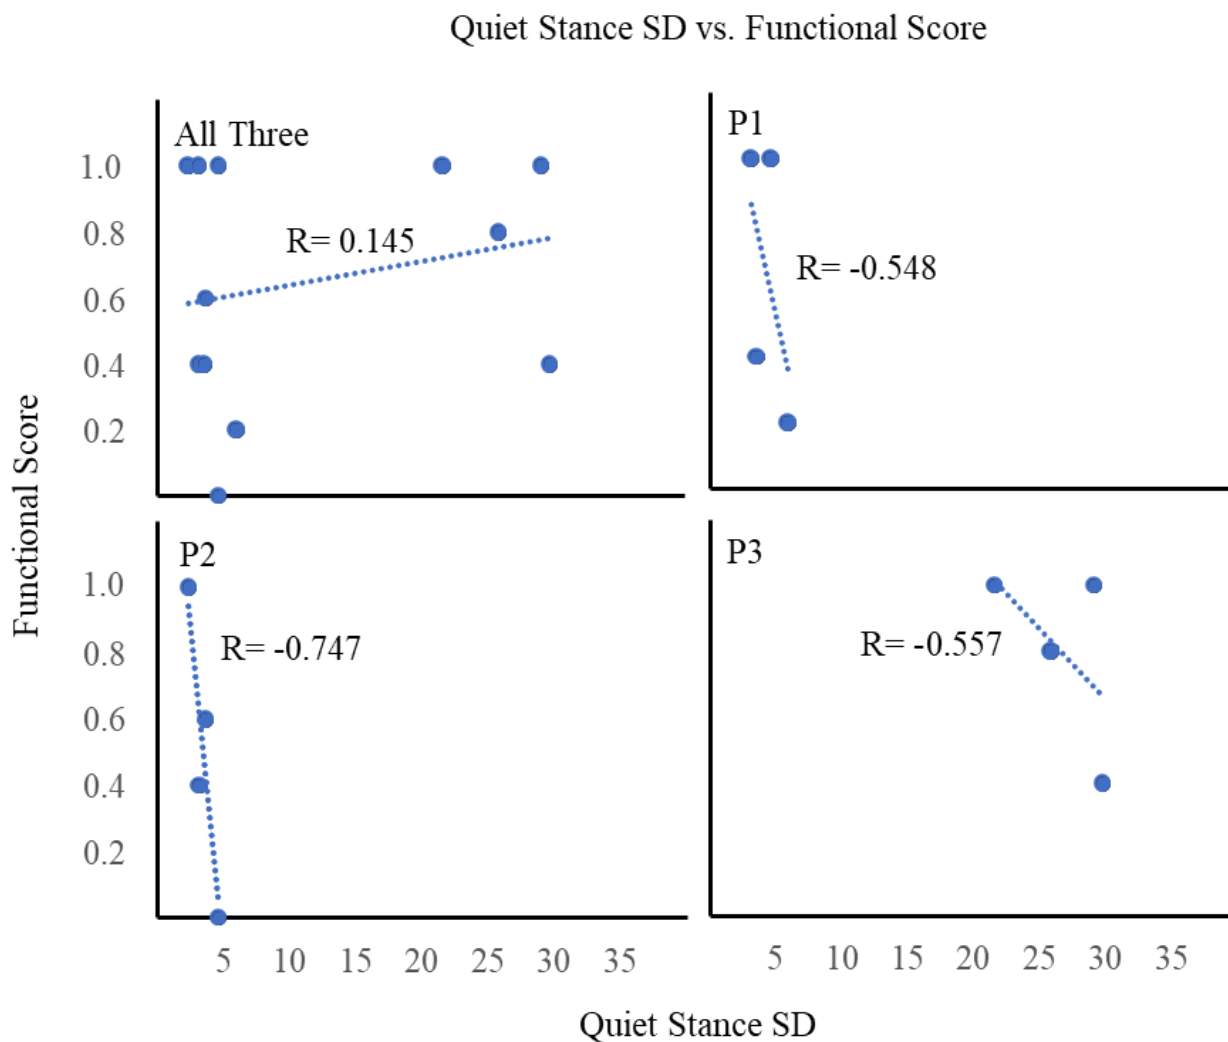 Quiet Stance SD vs. Functional Score
All Three
1.0
0.8
0.6
0.4
0.2
R= 0.145
P1
R= -0.548
Functional Score
P2
1.0
0.8
0.6
0.4
0.2
R= -0.747
P3
R= -0.557
5 10 15 20 25 30 35
5 10 15 20 25 30 35
Quiet Stance SD